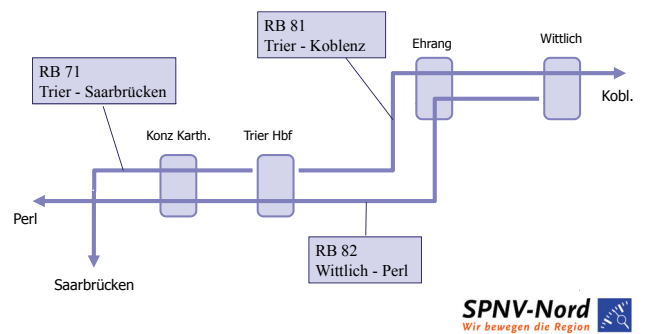 RB 81
Trier - Koblenz
Ehrang
Wittlich
RB 71
Trier - Saarbrücken
Kobl.
Konz Karth.
Trier Hbf
Perl
RB 82
Wittlich - Perl
Saarbrücken
SPNV-Nord
Wir bewegen die Region